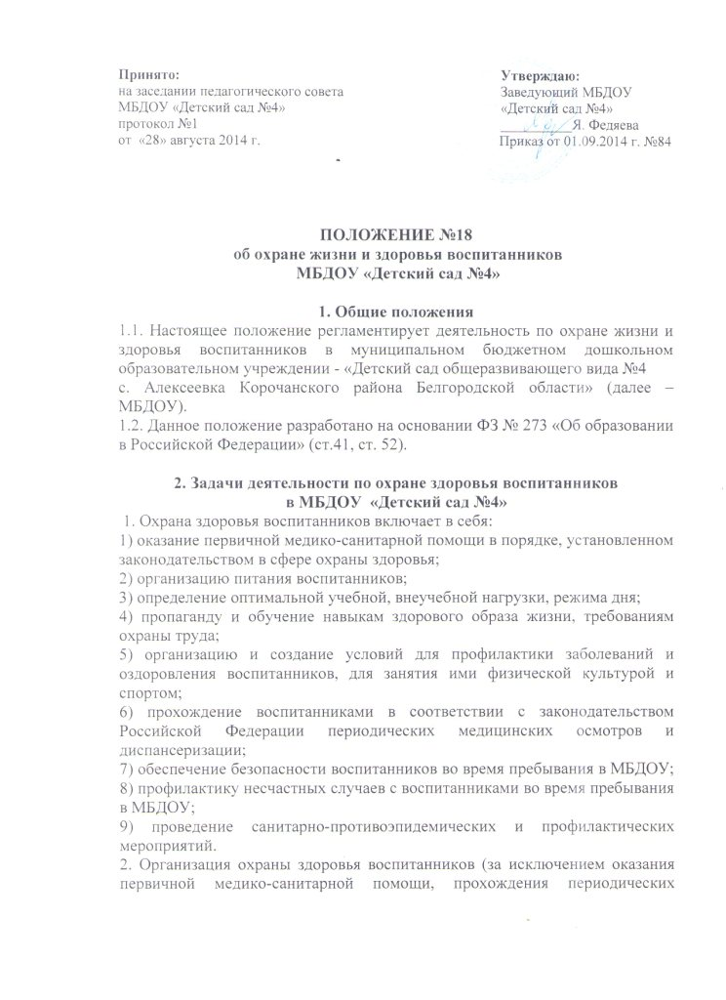 Принято:
на заседании педагогического совета
МБДОУ «Детский сад №4»
протокол №1
от «28» августа 2014 г.
Утверждаю:
Заведующий МБДОУ
«Детский сад №4»
__________Я. Федяева
Приказ от 01.09.2014 г. №84
ПОЛОЖЕНИЕ №18
об охране жизни и здоровья воспитанников
МБДОУ «Детский сад №4»
1. Общие положения
1.1. Настоящее положение регламентирует деятельность по охране жизни и
здоровья воспитанников в муниципальном бюджетном дошкольном
образовательном учреждении - «Детский сад общеразвивающего вида №4
с. Алексеевка Корочанского района Белгородской области» (далее –
МБДОУ).
1.2. Данное положение разработано на основании ФЗ № 273 «Об образовании
в Российской Федерации» (ст.41, ст. 52).
2. Задачи деятельности по охране здоровья воспитанников
в МБДОУ «Детский сад №4»
1. Охрана здоровья воспитанников включает в себя:
1) оказание первичной медико-санитарной помощи в порядке, установленном
законодательством в сфере охраны здоровья;
2) организацию питания воспитанников;
3) определение оптимальной учебной, внеучебной нагрузки, режима дня;
4) пропаганду и обучение навыкам здорового образа жизни, требованиям
охраны труда;
5) организацию и создание условий для профилактики заболеваний и
оздоровления воспитанников, для занятия ими физической культурой и
спортом;
6) прохождение воспитанниками в соответствии с законодательством
Российской Федерации периодических медицинских осмотров и
диспансеризации;
7) обеспечение безопасности воспитанников во время пребывания в МБДОУ;
8) профилактику несчастных случаев с воспитанниками во время пребывания
в МБДОУ;
9) проведение санитарно-противоэпидемических и профилактических
мероприятий.
2. Организация охраны здоровья воспитанников (за исключением оказания
первичной медико-санитарной помощи, прохождения периодических